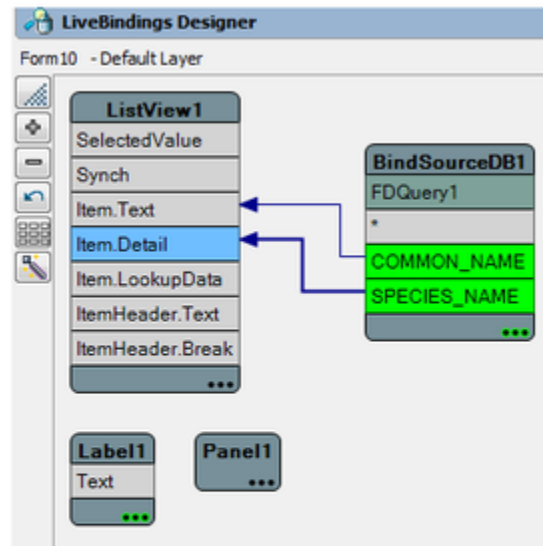 LiveBindings Designer
Form10 - Default Layer
ListView1
SelectedValue
Synch
Item.Text
Item.Detail
Item.LookupData
ItemHeader.Text
ItemHeader.Break
BindSourceDB1
FDQuery1
*
COMMON_NAME
SPECIES_NAME
Label1
Text
Panel1